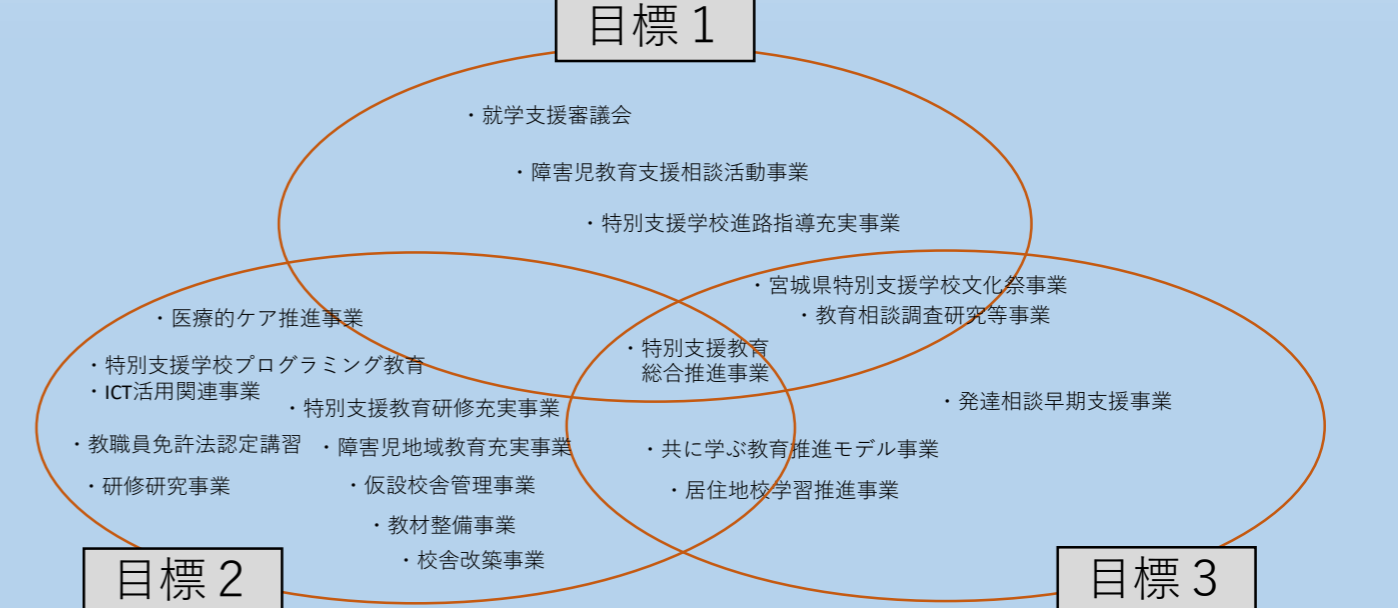 目標１
・就学支援審議会
・障害児教育支援相談活動事業
・特別支援学校進路指導充実事業
・宮城県特別支援学校文化祭事業
・教育相談調査研究等事業
・特別支援教育
総合推進事業
・医療的ケア推進事業
・特別支援学校プログラミング教育
・ICT活用関連事業
・特別支援教育研修充実事業
・教職員免許法認定講習
・障害児地域教育充実事業
・研修研究事業
・仮設校舎管理事業
・教材整備事業
・校舎改築事業
・共に学ぶ教育推進モデル事業
・居住地校学習推進事業
・発達相談早期支援事業
目標２
目標３